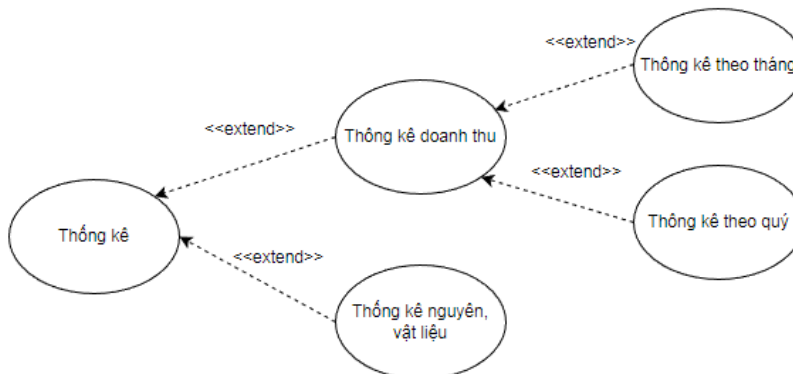 <<extend>>
Thông kê theo tháng
<<extend>>
Thông kê doanh thu
<<extend>>
Thông kê theo quý
Thống kê
<<extend>>
Thống kê nguyên,
vật liệu